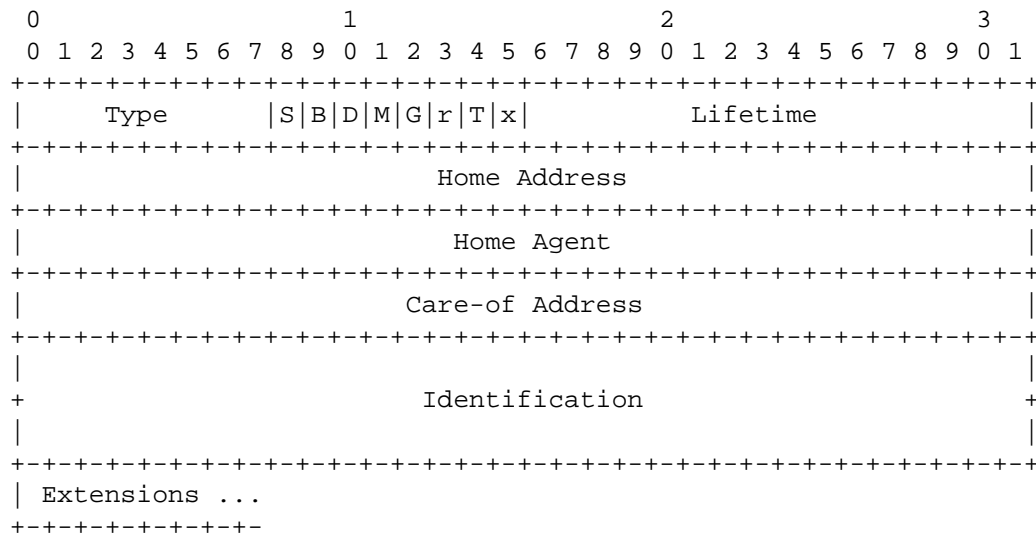 0                   1                   2                   3
 0 1 2 3 4 5 6 7 8 9 0 1 2 3 4 5 6 7 8 9 0 1 2 3 4 5 6 7 8 9 0 1
+-+-+-+-+-+-+-+-+-+-+-+-+-+-+-+-+-+-+-+-+-+-+-+-+-+-+-+-+-+-+-+-+
|     Type      |S|B|D|M|G|r|T|x|          Lifetime             |
+-+-+-+-+-+-+-+-+-+-+-+-+-+-+-+-+-+-+-+-+-+-+-+-+-+-+-+-+-+-+-+-+
|                          Home Address                         |
+-+-+-+-+-+-+-+-+-+-+-+-+-+-+-+-+-+-+-+-+-+-+-+-+-+-+-+-+-+-+-+-+
|                           Home Agent                          |
+-+-+-+-+-+-+-+-+-+-+-+-+-+-+-+-+-+-+-+-+-+-+-+-+-+-+-+-+-+-+-+-+
|                        Care-of Address                        |
+-+-+-+-+-+-+-+-+-+-+-+-+-+-+-+-+-+-+-+-+-+-+-+-+-+-+-+-+-+-+-+-+
|                                                               |
+                         Identification                        +
|                                                               |
+-+-+-+-+-+-+-+-+-+-+-+-+-+-+-+-+-+-+-+-+-+-+-+-+-+-+-+-+-+-+-+-+
| Extensions ...
+-+-+-+-+-+-+-+-